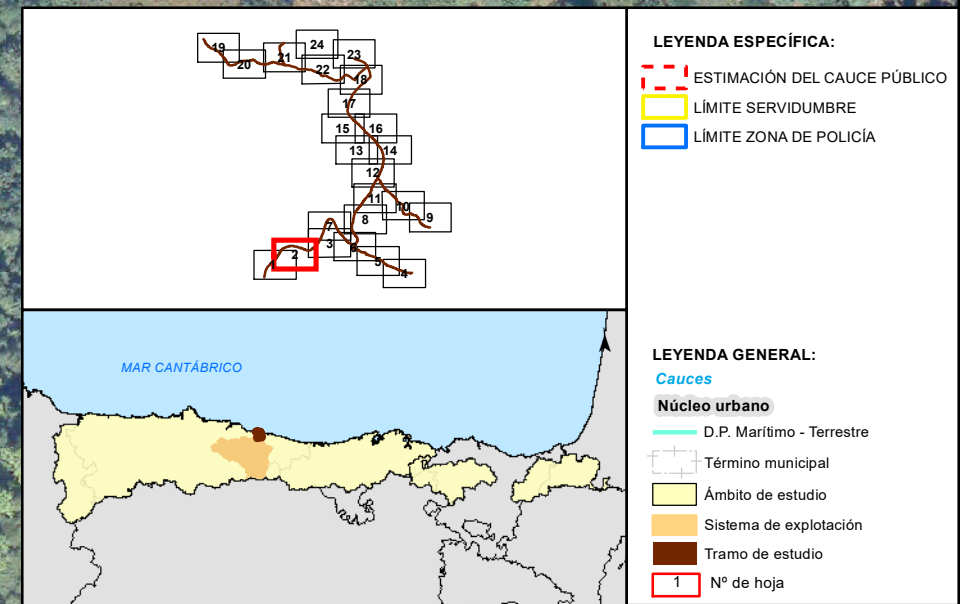 19
20
21
24
22
23
18
17
15
16
13
14
12
11
10
9
8
7
3
6
5
4
2
1
MAR CANTÁBRICO
LEYENDA ESPECÍFICA:
ESTIMACIÓN DEL CAUCE PÚBLICO
LÍMITE SERVIDUMBRE
LÍMITE ZONA DE POLICÍA
LEYENDA GENERAL:
Cauces
Núcleo urbano
D.P. Marítimo - Terrestre
Término municipal
Ámbito de estudio
Sistema de explotación
Tramo de estudio
1 Nº de hoja